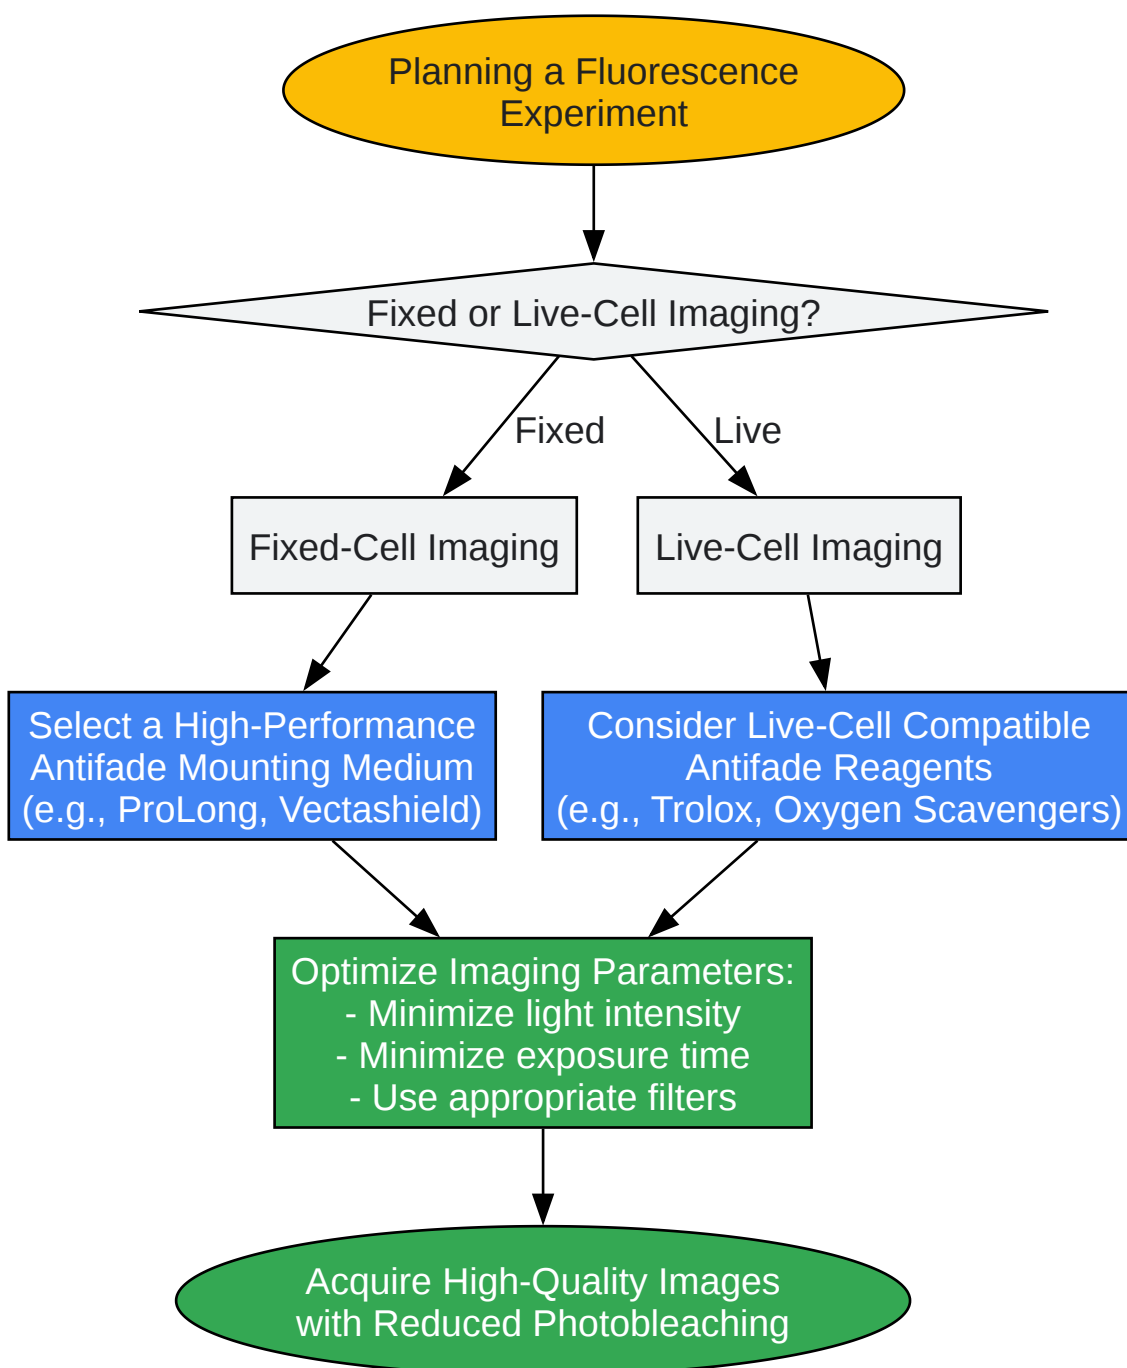 Planning a Fluorescence
Experiment
Fixed or Live-Cell Imaging?
Fixed
Live
Fixed-Cell Imaging
Live-Cell Imaging
Select a High-Performance
Antifade Mounting Medium
(e.g., ProLong, Vectashield)
Consider Live-Cell Compatible
Antifade Reagents
(e.g., Trolox, Oxygen Scavengers)
Optimize Imaging Parameters:
- Minimize light intensity
- Minimize exposure time
- Use appropriate filters
Acquire High-Quality Images
with Reduced Photobleaching